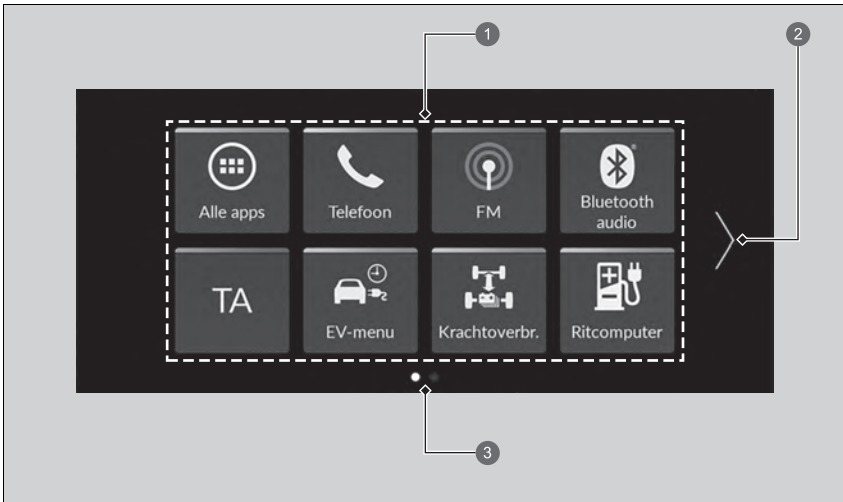 1
2
Alle apps
Telefoon
FM
Bluetooth
audio
TA
EV-menu
Krachtoverbr.
Ritcomputer
3